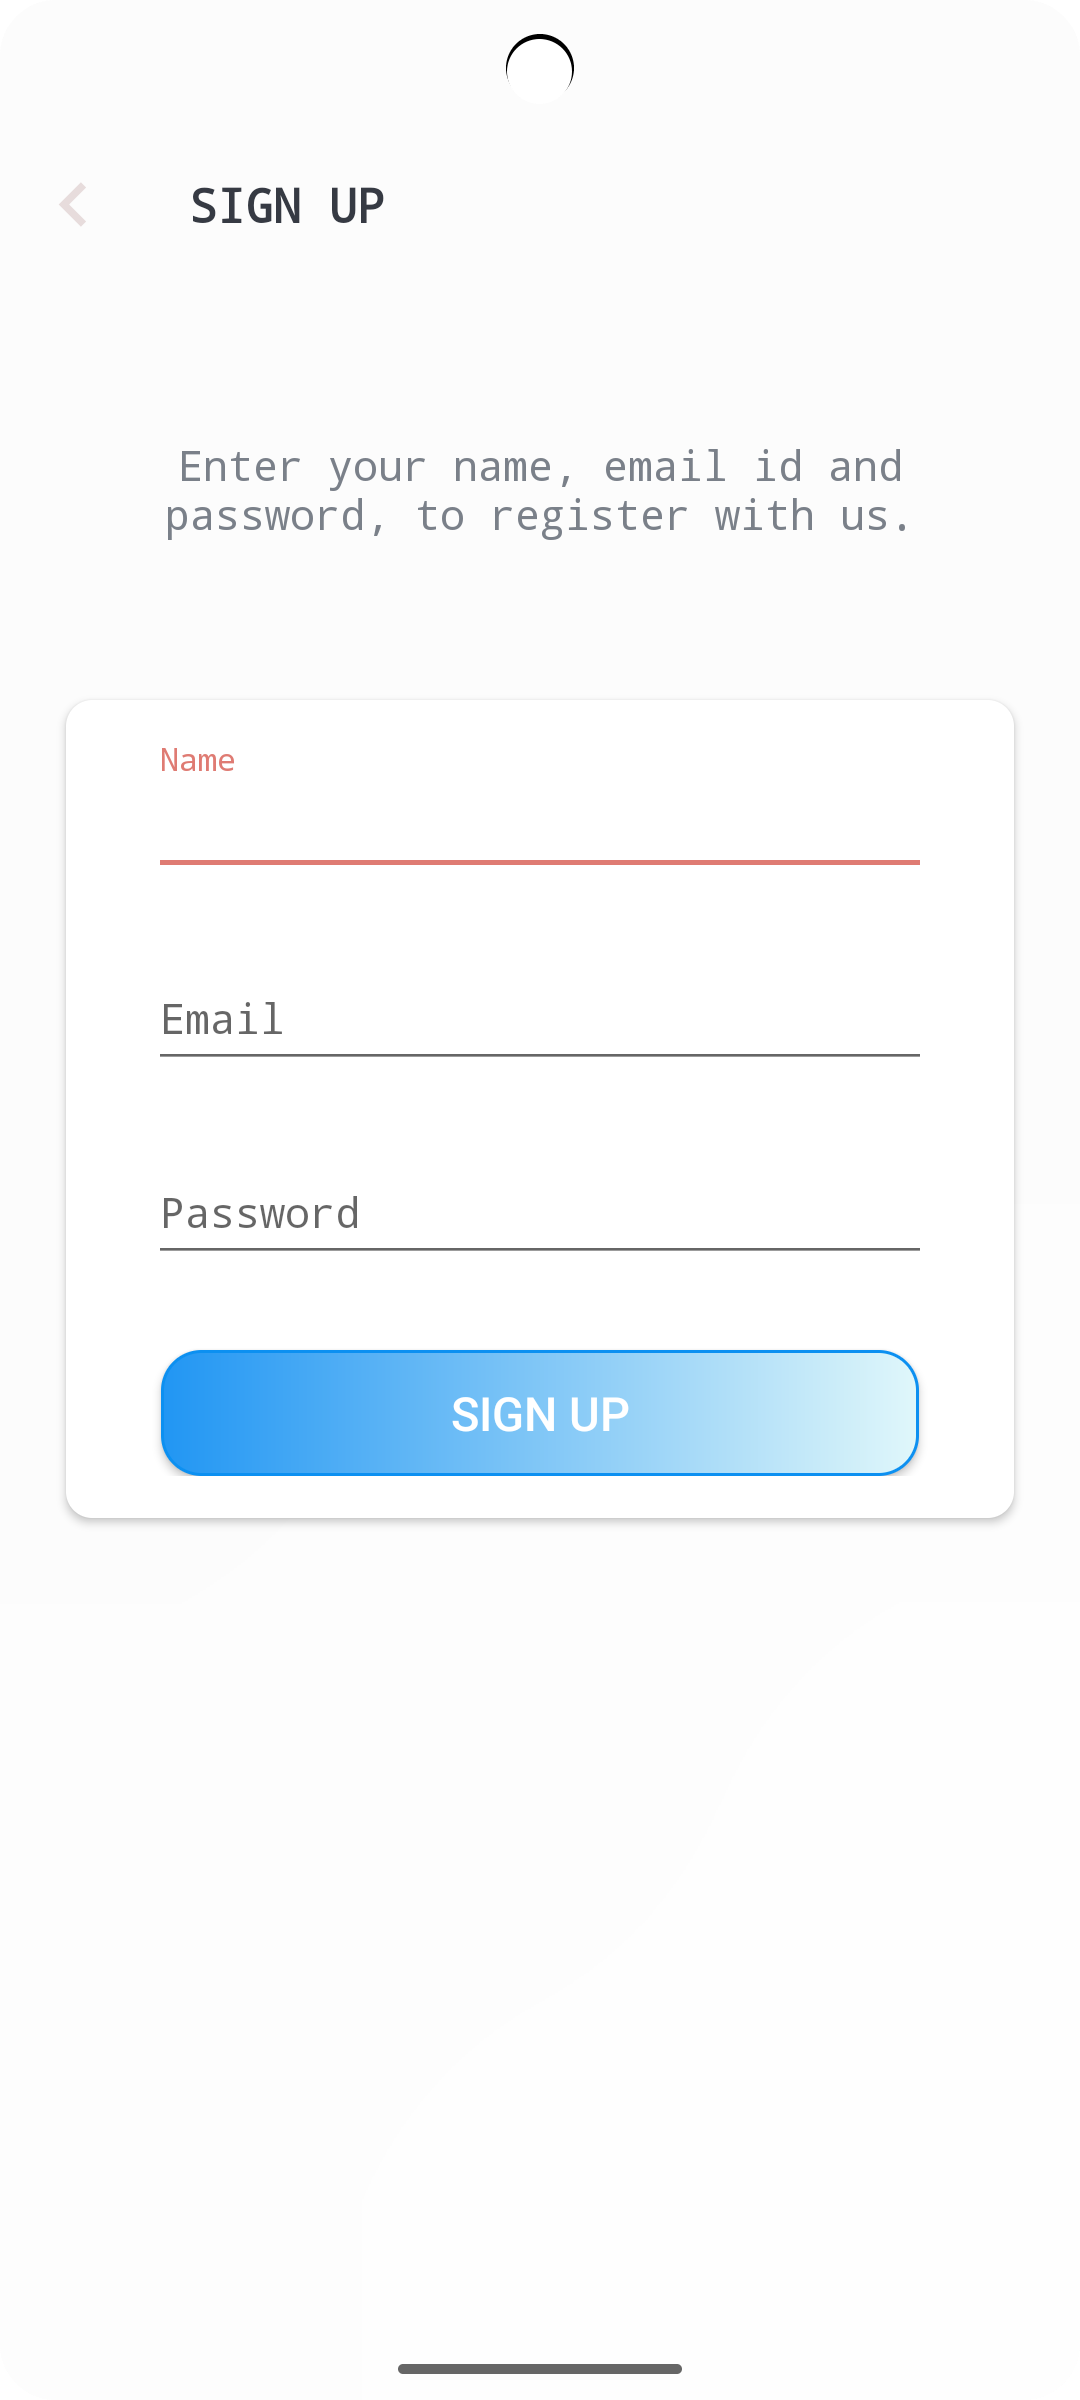 SIGN UP
Enter your name, email id and
password, to register with us.
Name
Email
Password
SIGN UP